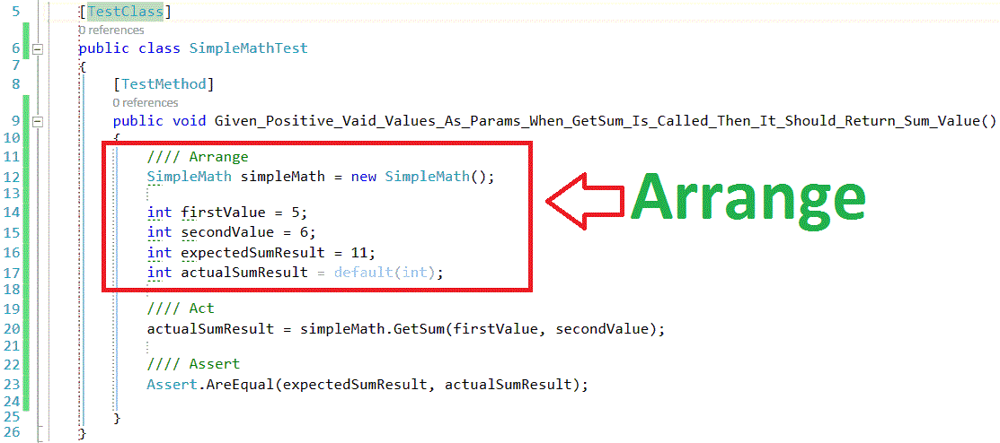 5 [TestClass]
0 references
6 public class SimpleMathTest
7 {
8 [TestMethod]
0 references
9 public void Given_Positive_Vaid_Values_As_Params_When_GetSum_Is_Called_Then_It_Should_Return_Sum_Value()
10 {
11 //// Arrange
12 SimpleMath simpleMath = new SimpleMath();
13
14 int firstValue = 5;
15 int secondValue = 6;
16 int expectedSumResult = 11;
17 int actualSumResult = default(int);
18
19 //// Act
20 actualSumResult = simpleMath.GetSum(firstValue, secondValue);
21
22 //// Assert
23 Assert.AreEqual(expectedSumResult, actualSumResult);
24
25 }
26 }
Arrange